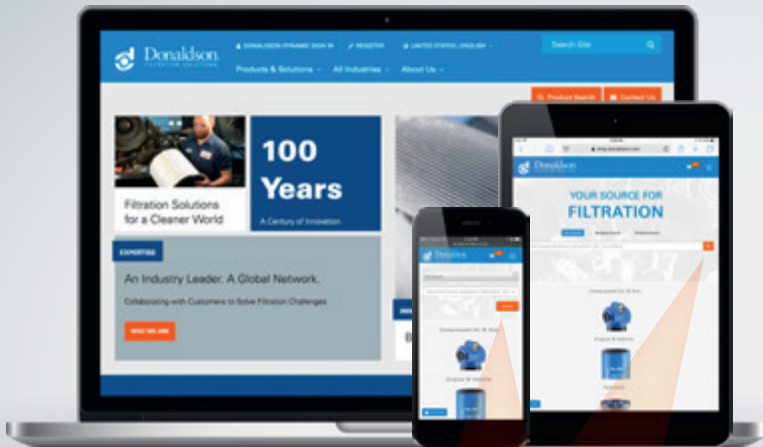 Donaldson
FILTRATION SOLUTIONS
DONALDSON DYNAMIC SIGN IN
REGISTER
UNITED STATES | ENGLISH
Search Site
Products & Solutions
All Industries
About Us
Product Search
Contact Us
100
Years
A Century of Innovation
Filtration Solutions
for a Cleaner World
EXPERTISE
An Industry Leader. A Global Network.
Collaborating with Customers to Solve Filtration Challenges
WHO WE ARE
Donaldson
YOUR SOURCE FOR
FILTRATION
Compressed Air & Gas
Engine & Vehicle
Donaldson
Compressed Air & Gas
Engine & Vehicle